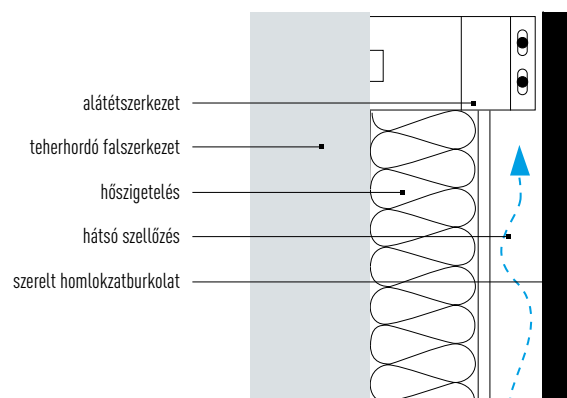 alátétszerkezet
teherhordó falszerkezet
hőszigetelés
hátsó szellőzés
szerelt homlokzatburkolat